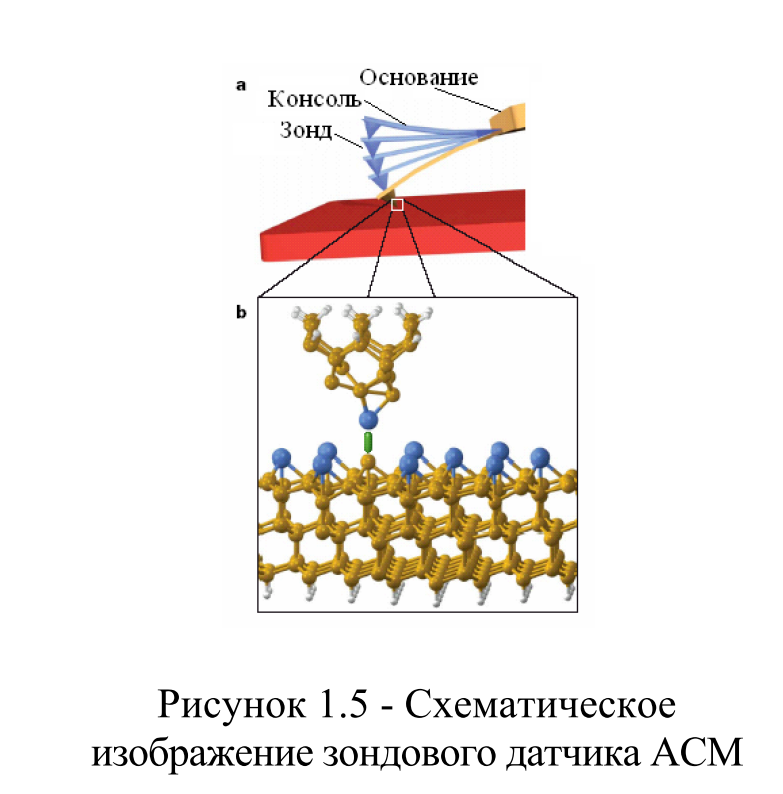 a
Основание
Консоль
Зонд
b
Рисунок 1.5 - Схематическое
изображение зондового датчика АСМ